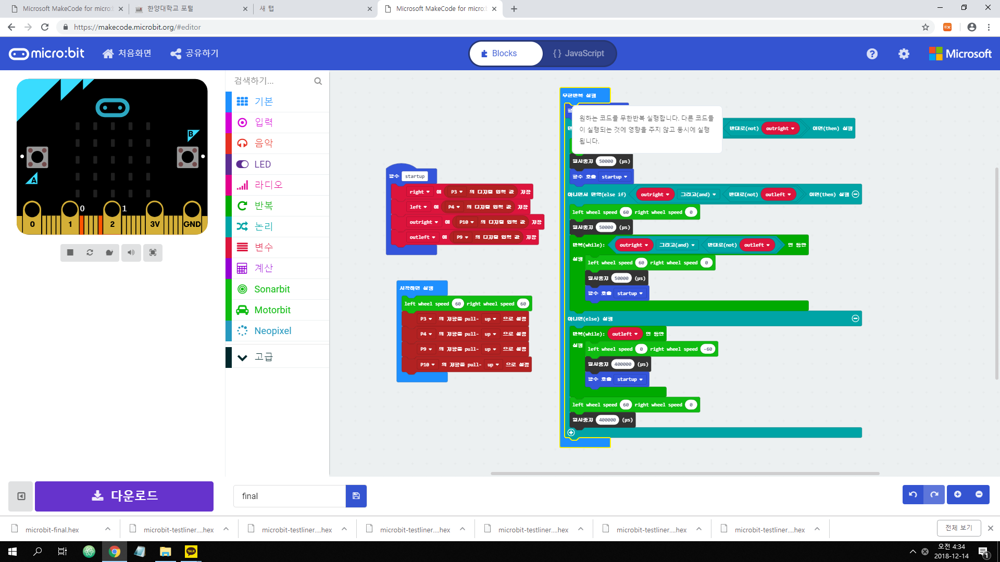 Microsoft MakeCode for micro:
한양대학교 포털
새 탭
Microsoft MakeCode for micro:
https://makecode.microbit.org/#editor
micro:bit
처음화면
공유하기
Blocks
{ } JavaScript
Microsoft
검색하기...
기본
입력
음악
LED
라디오
반복
논리
변수
계산
Sonarbit
Motorbit
Neopixel
고급
A
B
0
1
0 1 2 3V GND
함수 startup
right 에 P3 의 디지털 입력 값 저장
left 에 P4 의 디지털 입력 값 저장
outright 에 P10 의 디지털 입력 값 저장
outleft 에 P9 의 디지털 입력 값 저장
시작하면 실행
left wheel speed 60 right wheel speed 60
P3 의 저항을 pull- up 으로 설정
P4 의 저항을 pull- up 으로 설정
P9 의 저항을 pull- up 으로 설정
P10 의 저항을 pull- up 으로 설정
무한반복 실행
원하는 코드를 무한반복 실행합니다. 다른 코드들
이 실행되는 것에 영향을 주지 않고 동시에 실행
됩니다.
반대로(not) outright 이면(then) 실행
일시중지 50000 (µs)
함수 호출 startup
아니면서 만약(else if) outright 그리고(and) 반대로(not) outleft 이면(then) 실행
left wheel speed 60 right wheel speed 0
일시중지 50000 (µs)
반복(while): outright 그리고(and) 반대로(not) outleft 인 동안
실행 left wheel speed 60 right wheel speed 0
일시중지 50000 (µs)
함수 호출 startup
아니면(else) 실행
반복(while): outleft 인 동안
실행 left wheel speed 0 right wheel speed -60
일시중지 400000 (µs)
함수 호출 startup
left wheel speed 60 right wheel speed 0
일시중지 400000 (µs)
다운로드
final
microbit-final.hex
microbit-testliner....hex
microbit-testliner....hex
microbit-testliner....hex
microbit-testliner....hex
microbit-testliner....hex
microbit-testliner....hex
전체 보기
TALK
오전 4:34
2018-12-14
1